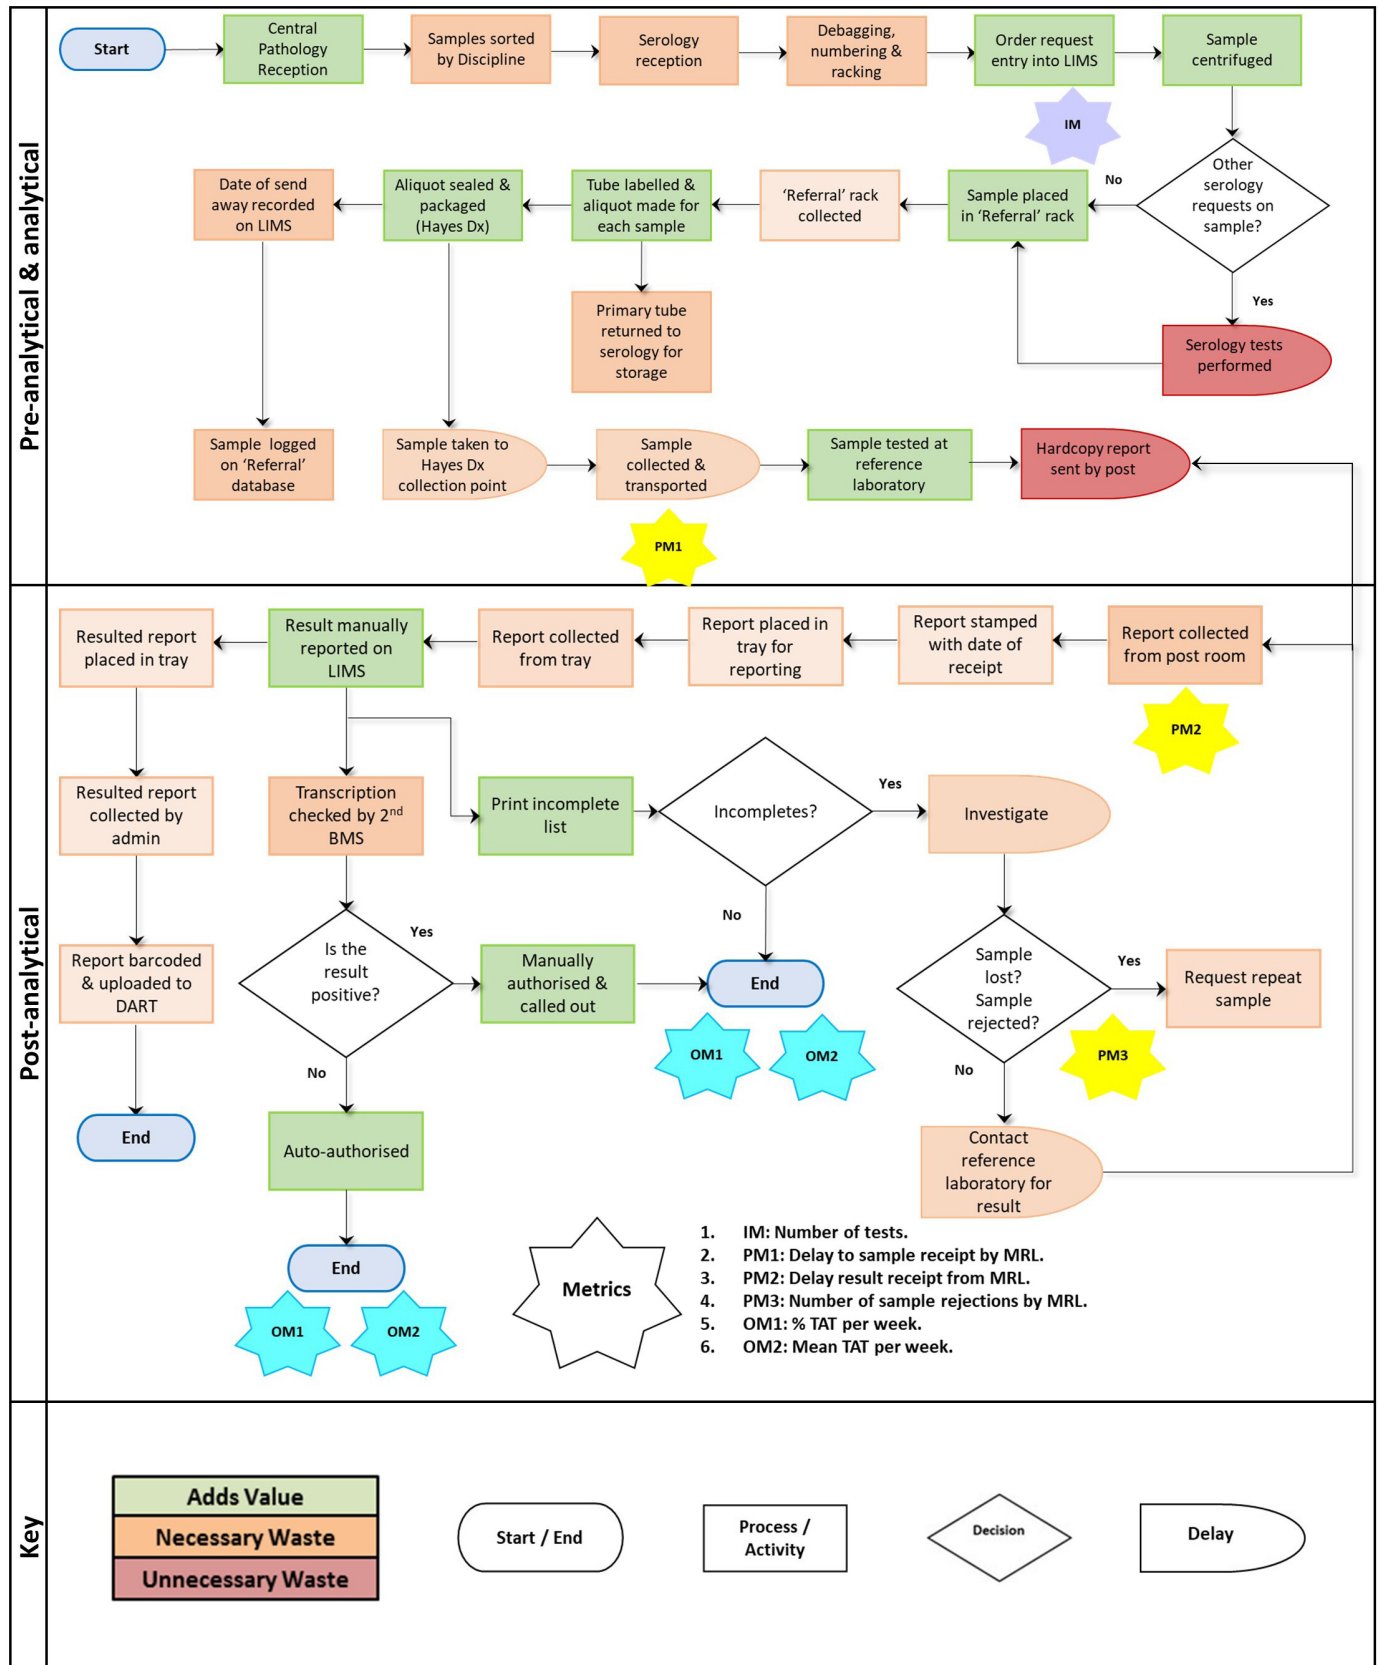 Pre-analytical & analytical
Start
Central
Pathology
Reception
Samples sorted
by Discipline
Serology
reception
Debagging,
numbering &
racking
Order request
entry into LIMS
Sample
centrifuged
IM
Other
serology
requests on
sample?
No
Yes
Sample placed
in ‘Referral’ rack
‘Referral’ rack
collected
Tube labelled &
aliquot made for
each sample
Aliquot sealed &
packaged
(Hayes Dx)
Date of send
away recorded
on LIMS
Primary tube
returned to
serology for
storage
Serology tests
performed
Sample logged
on ‘Referral’
database
Sample taken to
Hayes Dx
collection point
Sample
collected &
transported
Sample tested at
reference
laboratory
Hardcopy report
sent by post
PM1
Post-analytical
Resulted report
placed in tray
Result manually
reported on
LIMS
Report collected
from tray
Report placed in
tray for
reporting
Report stamped
with date of
receipt
Report collected
from post room
PM2
Resulted report
collected by
admin
Transcription
checked by 2nd
BMS
Print incomplete
list
Incompletes?
Yes
No
Investigate
Report barcoded
& uploaded to
DART
Is the
result
positive?
Yes
No
Manually
authorised &
called out
End
OM1
OM2
Sample
lost?
Sample
rejected?
Yes
No
Request repeat
sample
PM3
End
Auto-authorised
Contact
reference
laboratory for
result
End
OM1
OM2
Metrics
1. IM: Number of tests.
2. PM1: Delay to sample receipt by MRL.
3. PM2: Delay result receipt from MRL.
4. PM3: Number of sample rejections by MRL.
5. OM1: % TAT per week.
6. OM2: Mean TAT per week.
Key
Adds Value
Necessary Waste
Unnecessary Waste
Start / End
Process /
Activity
Decision
Delay